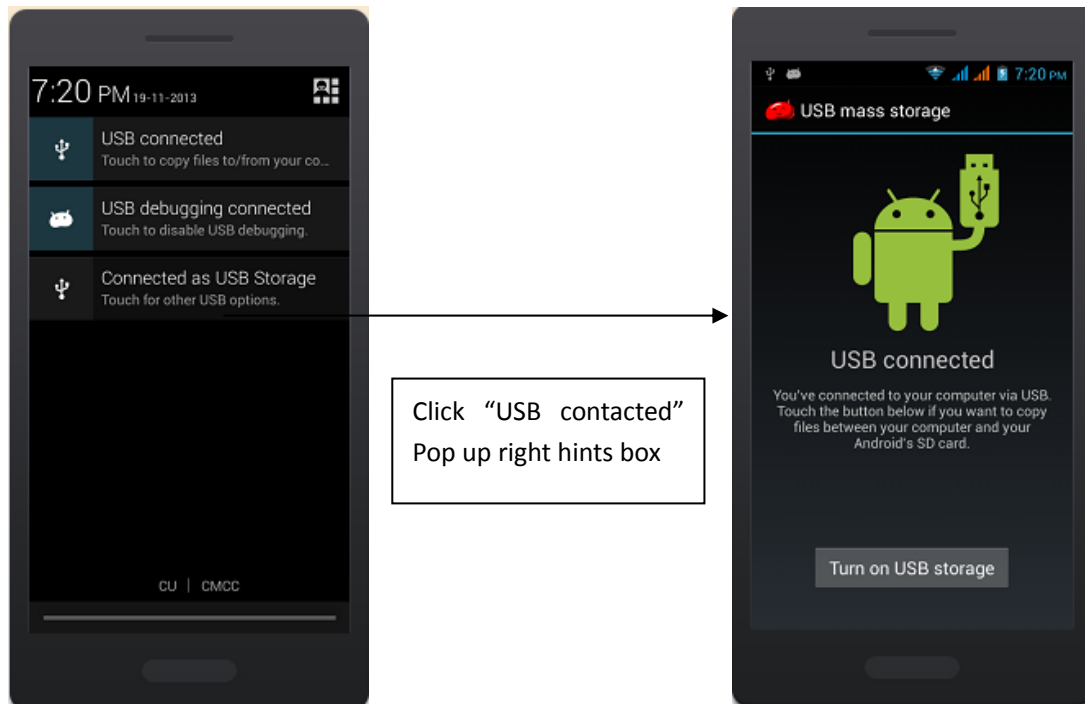 7:20 PM 19-11-2013
USB connected
Touch to copy files to/from your co...
USB debugging connected
Touch to disable USB debugging.
Connected as USB Storage
Touch for other USB options.
CU | CMCC
Click “USB contacted”
Pop up right hints box
7:20 PM
USB mass storage
USB connected
You've connected to your computer via USB.
Touch the button below if you want to copy
files between your computer and your
Android's SD card.
Turn on USB storage